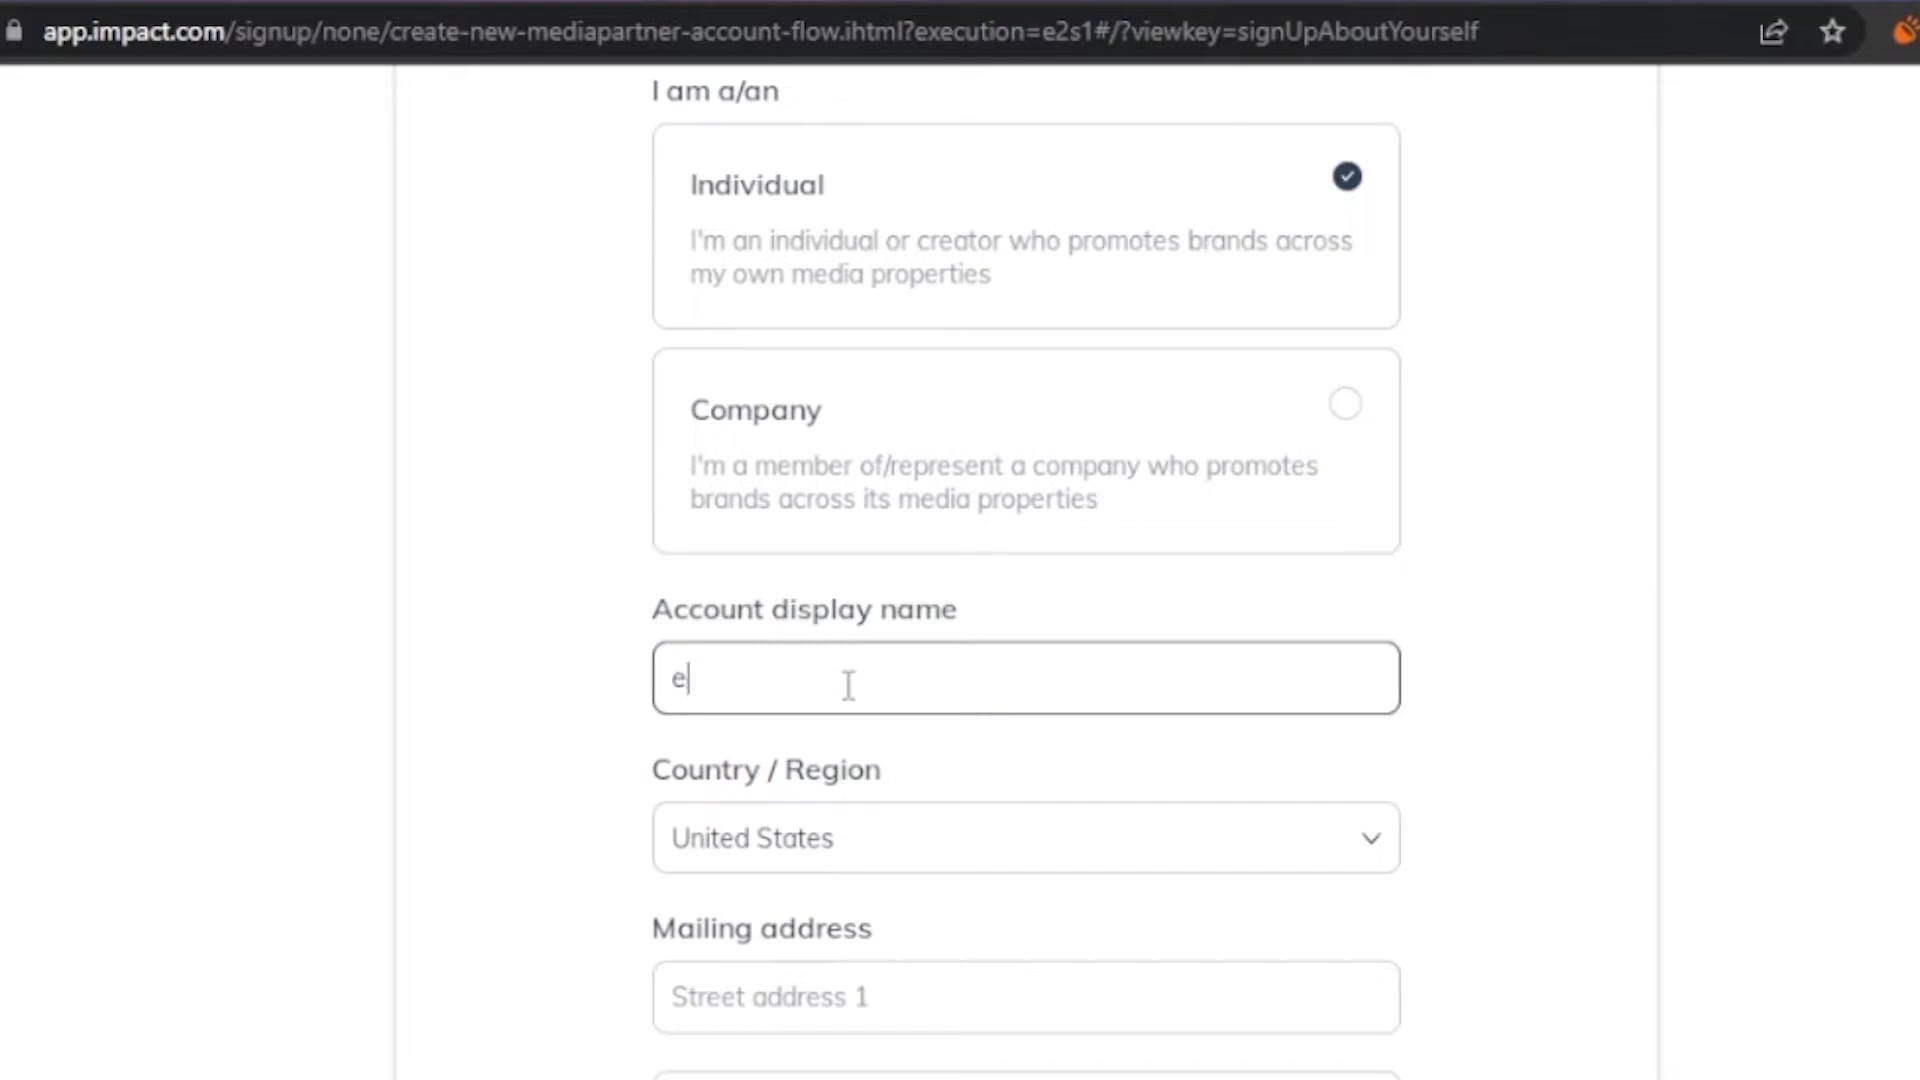 app.impact.com/signup/none/create-new-mediapartner-account-flow.ihtml?execution=e2s1#/?viewkey=signUpAboutYourself
I am a/an
Individual
I'm an individual or creator who promotes brands across
my own media properties
Company
I'm a member of/represent a company who promotes
brands across its media properties
Account display name
e
Country / Region
United States
Mailing address
Street address 1